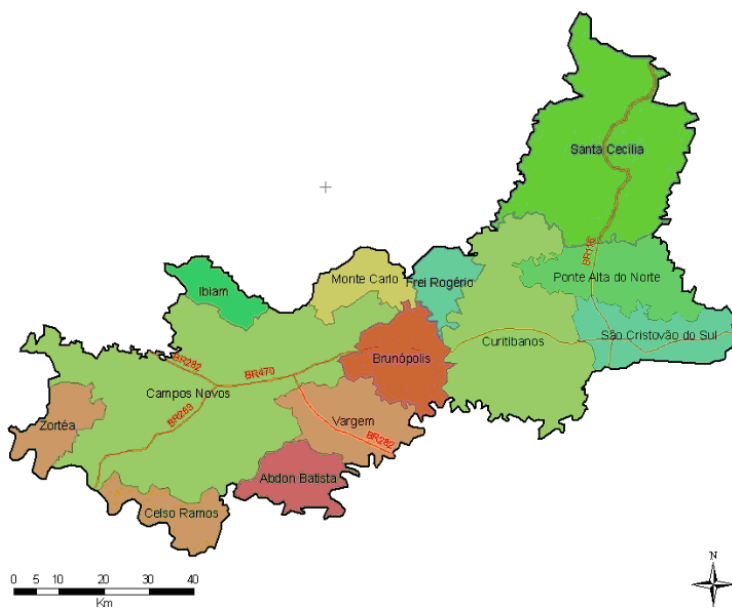 Santa Cecília
BR116
Ponte Alta do Norte
Monte Carlo
Frei Rogério
Ibiam
São Cristovão do Sul
Curitibanos
Brunópolis
BR282
BR470
Campos Novos
BR283
Vargem
Zortéa
BR282
Abdon Batista
Celso Ramos
N
0 5 10 20 30 40
Km